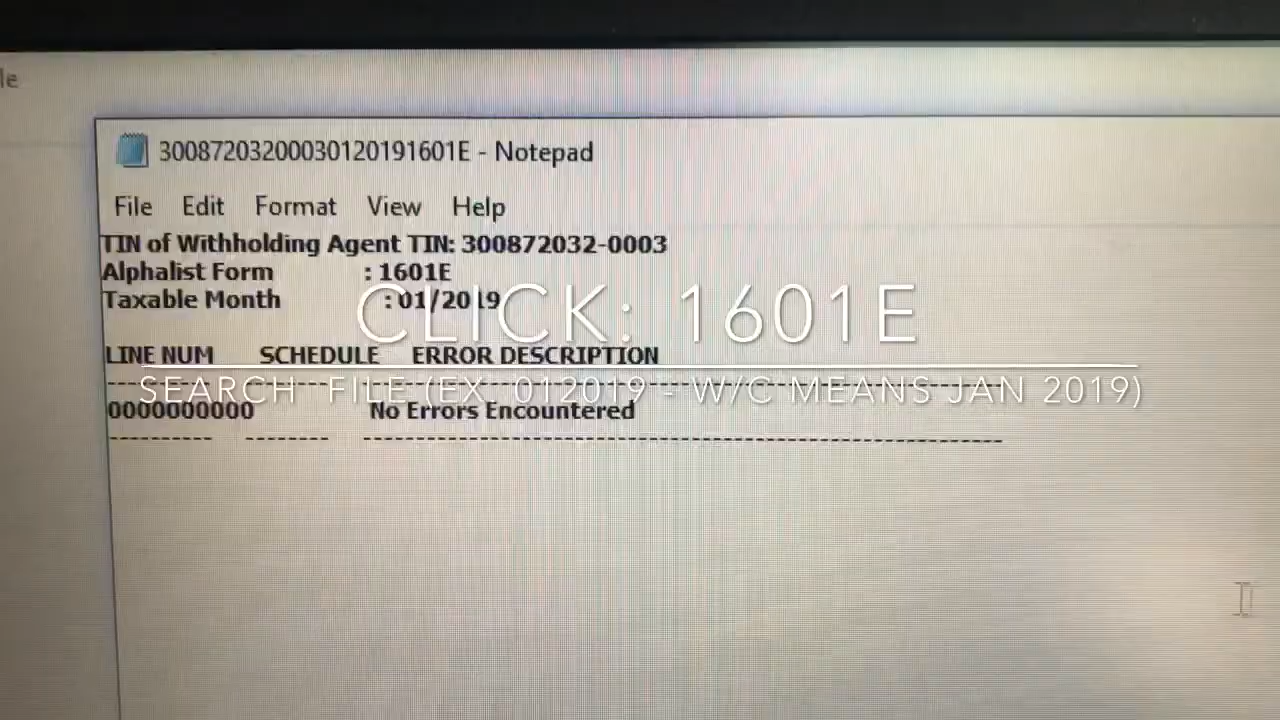 le
30087203200030120191601E - Notepad
File Edit Format View Help
TIN of Withholding Agent TIN: 300872032-0003
Alphalist Form : 1601E
Taxable Month : 01/2019
CLICK: 1601E
LINE NUM SCHEDULE ERROR DESCRIPTION
SEARCH FILE (EX. 012019 - W/C MEANS JAN 2019)
0000000000 No Errors Encountered